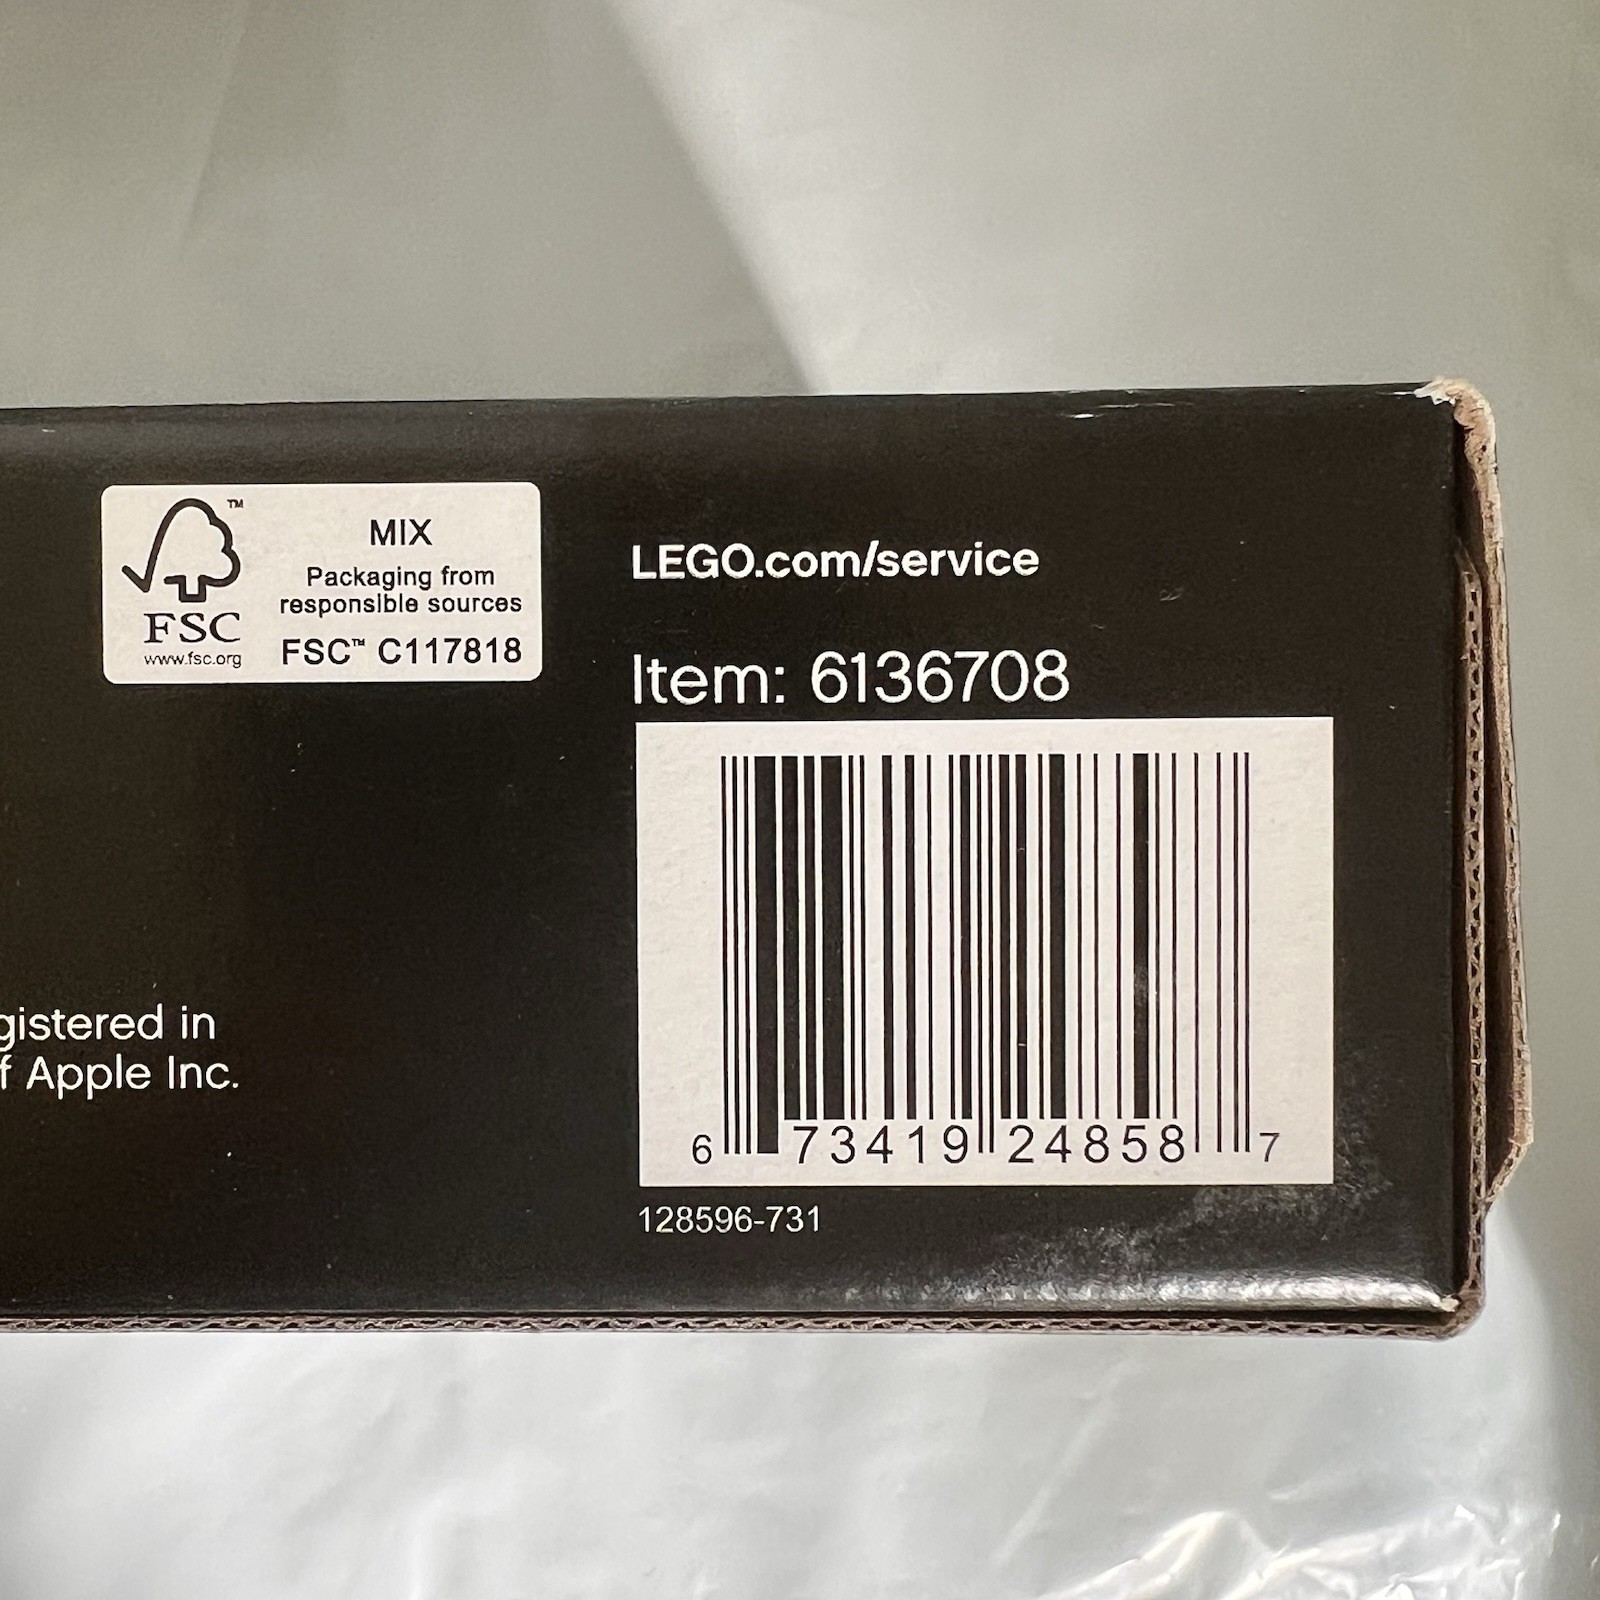 ™
FSC
www.fsc.org
MIX
Packaging from
responsible sources
FSC™ C117818
LEGO.com/service
Item: 6136708
6 73419 24858 7
128596-731
gistered in
f Apple Inc.